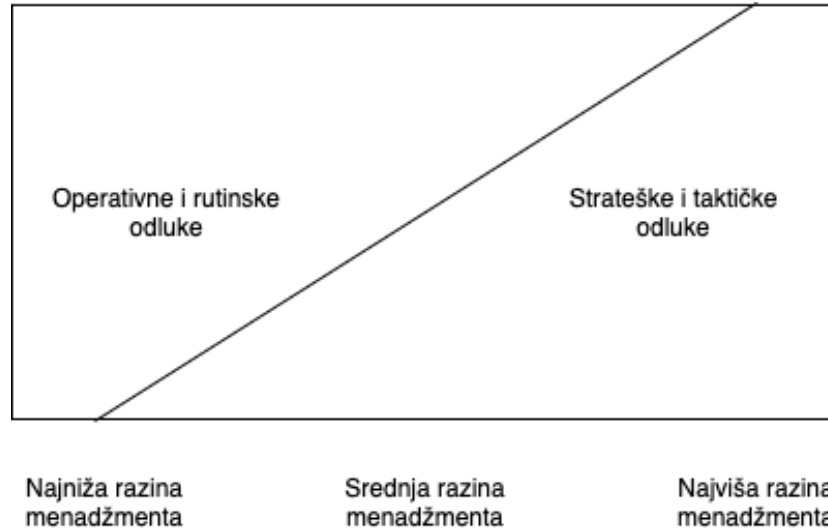 Operativne i rutinske
odluke
Strateške i taktičke
odluke
Najniža razina
menadžmenta
Srednja razina
menadžmenta
Najviša razina
menadžmenta